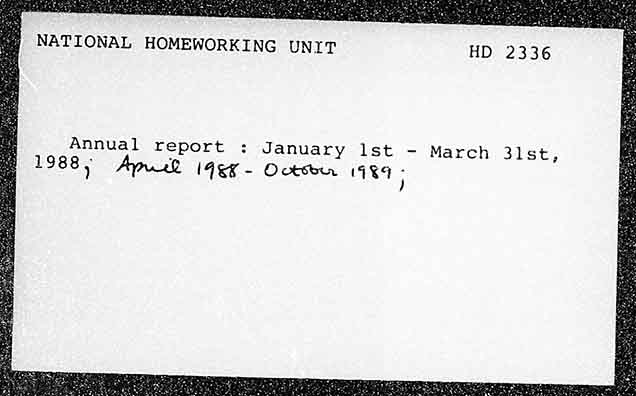 NATIONAL HOMEWORKING UNIT HD 2336
Annual report : January 1st - March 31st,
1988; April 1988 - October 1989;